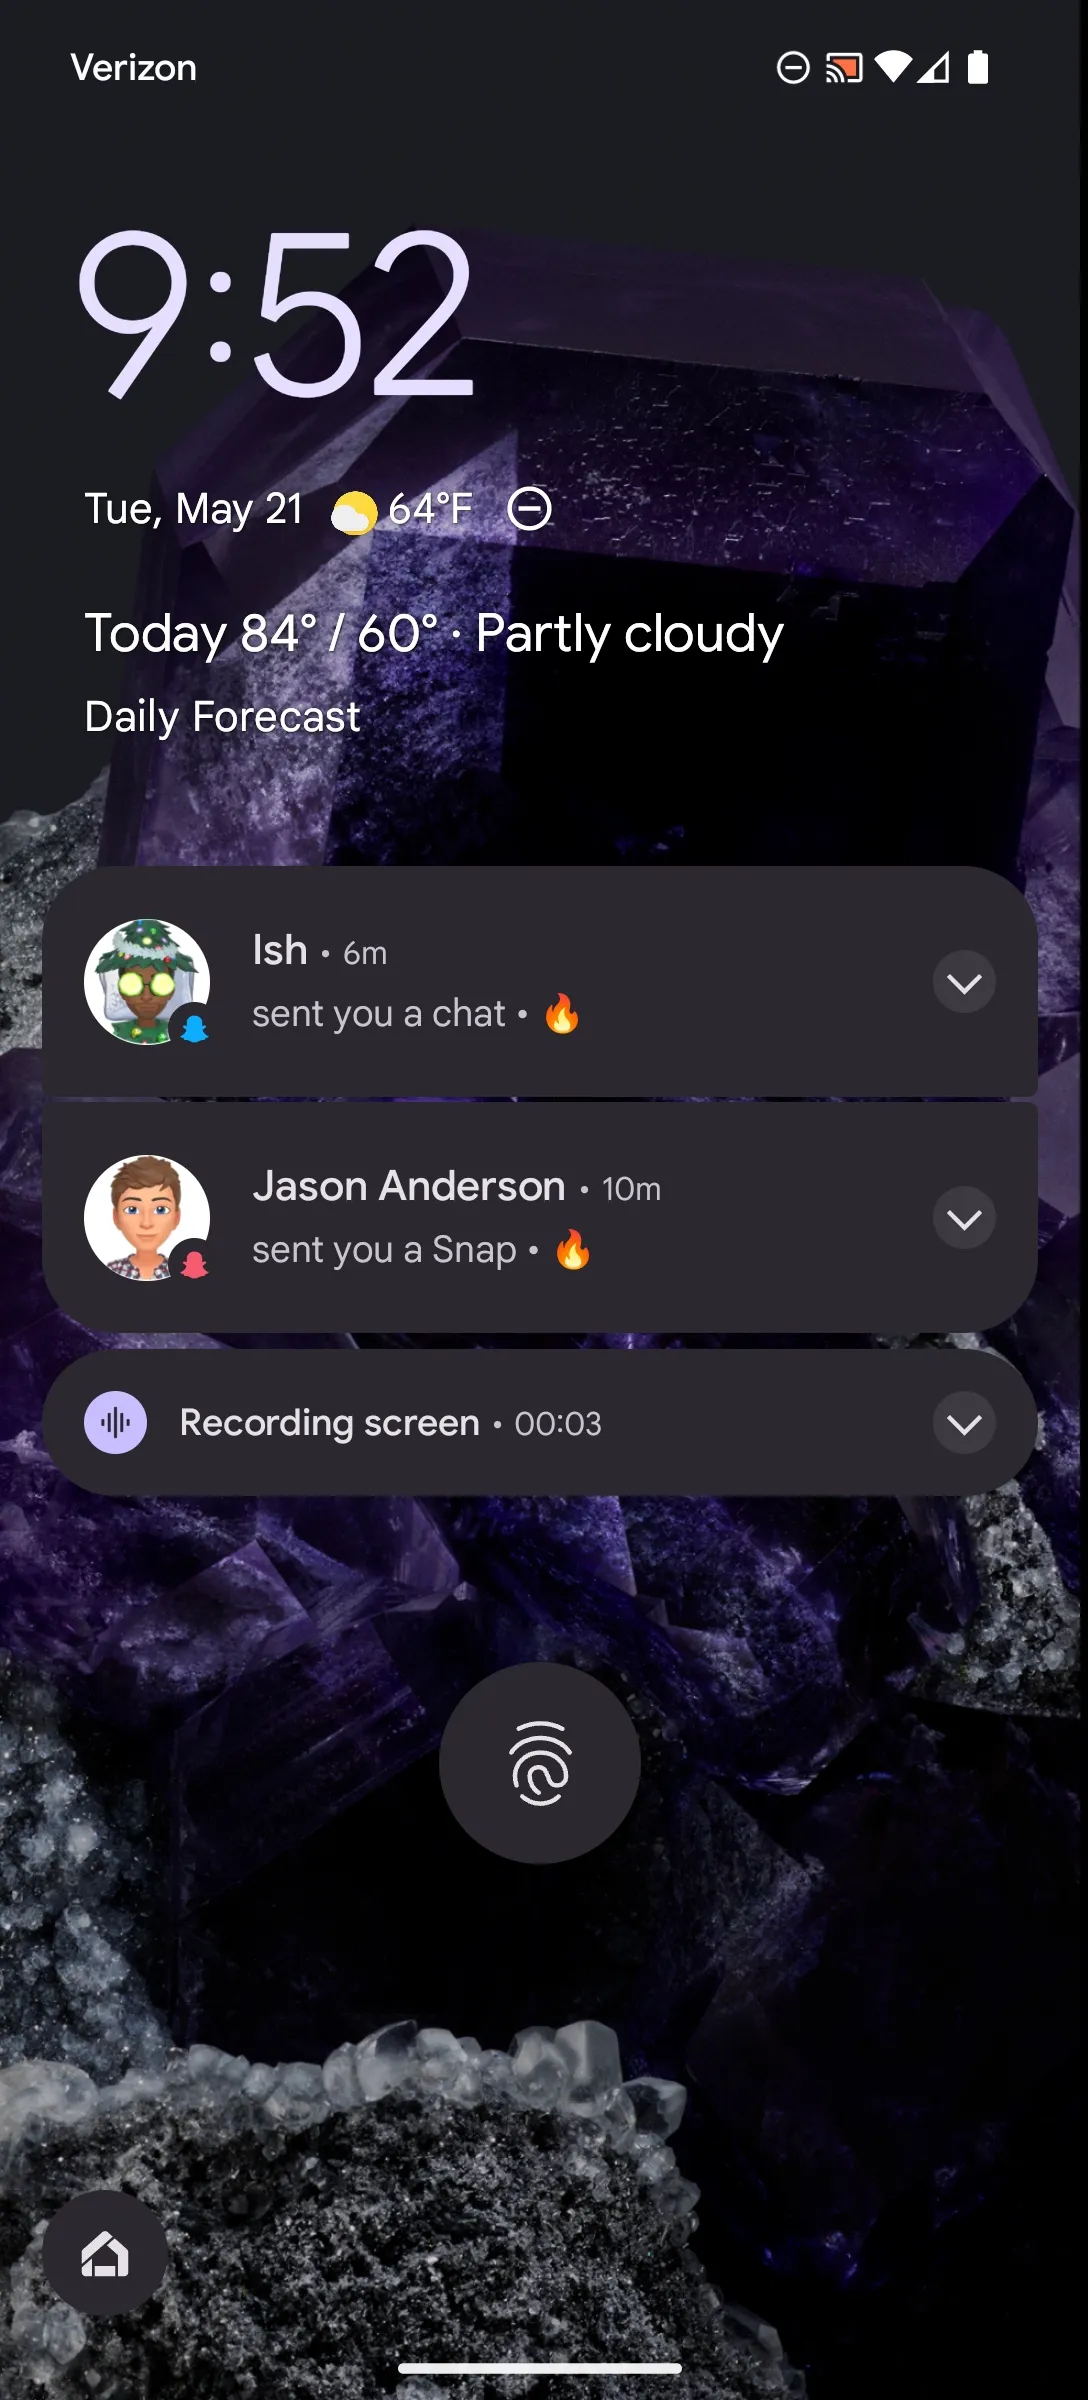 Verizon
9:52
Tue, May 21 64°F
Today 84° / 60° · Partly cloudy
Daily Forecast
Ish • 6m
sent you a chat • 🔥
Jason Anderson • 10m
sent you a Snap • 🔥
Recording screen • 00:03